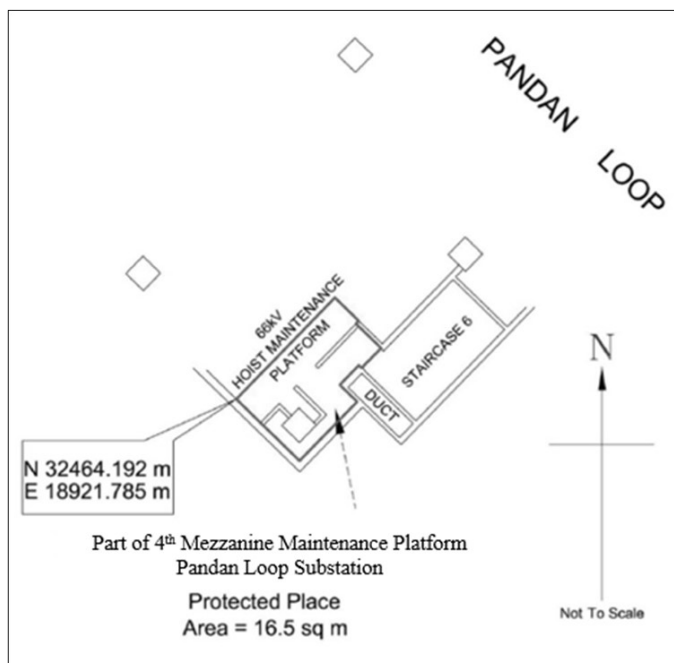 PANDAN LOOP
66kV
HOIST MAINTENANCE
PLATFORM
STAIRCASE 6
DUCT
N
N 32464.192 m
E 18921.785 m
Part of 4th Mezzanine Maintenance Platform
Pandan Loop Substation
Protected Place
Area = 16.5 sq m
Not To Scale